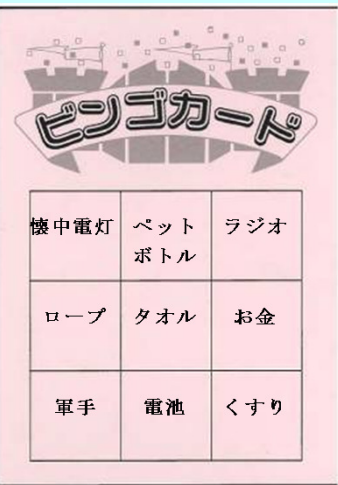 ビンゴカード
懐中電灯 ペット ラジオ
ボトル
ロープ タオル お金
軍手 電池 くすり